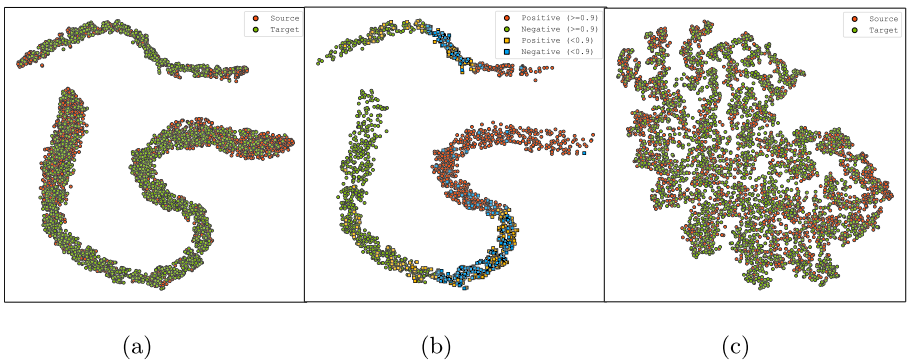 Source
Target
Positive (>=0.9)
Negative (>=0.9)
Positive (<0.9)
Negative (<0.9)
Source
Target
(a)
(b)
(c)